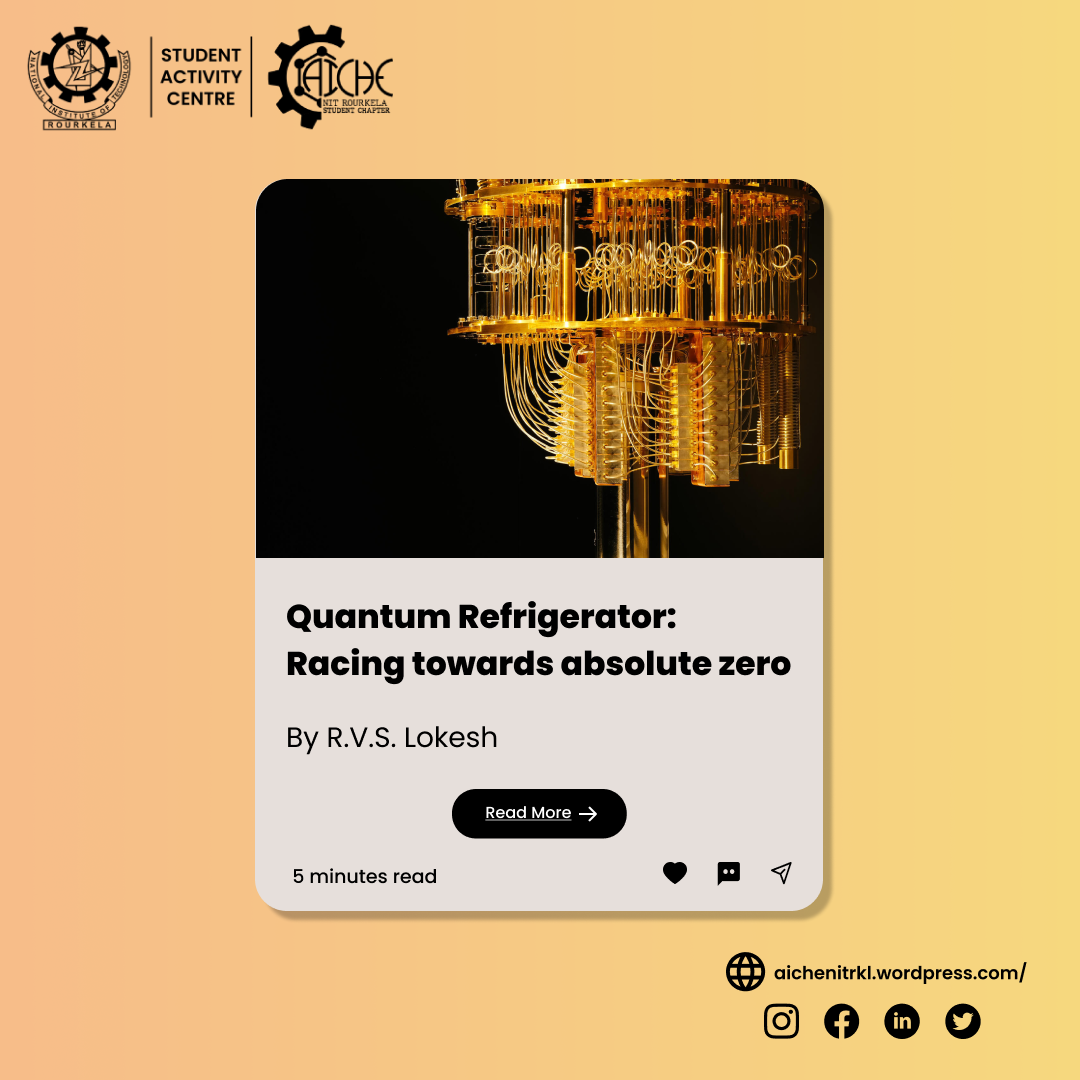 NATIONAL INSTITUTE OF TECHNOLOGY
ROURKELA
STUDENT
ACTIVITY
CENTRE
AICHE
NIT ROURKELA
STUDENT CHAPTER
Quantum Refrigerator:
Racing towards absolute zero
By R.V.S. Lokesh
Read More
5 minutes read
aichenitrkl.wordpress.com/
in